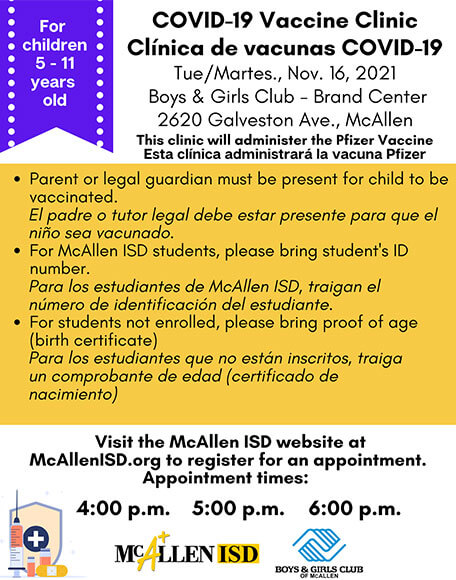 For
children
5 - 11
years
old
COVID-19 Vaccine Clinic
Clínica de vacunas COVID-19
Tue/Martes., Nov. 16, 2021
Boys & Girls Club - Brand Center
2620 Galveston Ave., McAllen
This clinic will administer the Pfizer Vaccine
Esta clínica administrará la vacuna Pfizer
• Parent or legal guardian must be present for child to be
vaccinated.
El padre o tutor legal debe estar presente para que el
niño sea vacunado.
• For McAllen ISD students, please bring student's ID
number.
Para los estudiantes de McAllen ISD, traigan el
número de identificación del estudiante.
• For students not enrolled, please bring proof of age
(birth certificate)
Para los estudiantes que no están inscritos, traiga
un comprobante de edad (certificado de
nacimiento)
Visit the McAllen ISD website at
McAllenISD.org to register for an appointment.
Appointment times:
4:00 p.m. 5:00 p.m. 6:00 p.m.
McALLEN ISD
BOYS & GIRLS CLUB
OF McALLEN